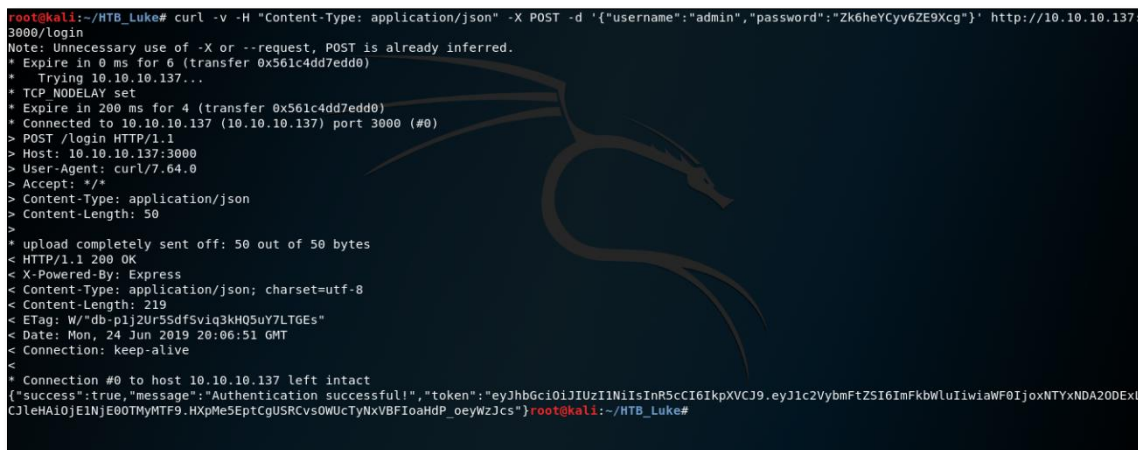 root@kali:~/HTB_Luke# curl -v -H "Content-Type: application/json" -X POST -d '{"username":"admin","password":"Zk6heYCyv6ZE9Xcg"}' http://10.10.10.137:
3000/login
Note: Unnecessary use of -X or --request, POST is already inferred.
* Expire in 0 ms for 6 (transfer 0x561c4dd7edd0)
*   Trying 10.10.10.137...
* TCP_NODELAY set
* Expire in 200 ms for 4 (transfer 0x561c4dd7edd0)
* Connected to 10.10.10.137 (10.10.10.137) port 3000 (#0)
> POST /login HTTP/1.1
> Host: 10.10.10.137:3000
> User-Agent: curl/7.64.0
> Accept: */*
> Content-Type: application/json
> Content-Length: 50
>
* upload completely sent off: 50 out of 50 bytes
< HTTP/1.1 200 OK
< X-Powered-By: Express
< Content-Type: application/json; charset=utf-8
< Content-Length: 219
< ETag: W/"db-p1j2Ur5SdfSviq3kHQ5uY7LTGEs"
< Date: Mon, 24 Jun 2019 20:06:51 GMT
< Connection: keep-alive
<
* Connection #0 to host 10.10.10.137 left intact
{"success":true,"message":"Authentication successful!","token":"eyJhbGciOiJIUzI1NiIsInR5cCI6IkpXVCJ9.eyJ1c2VybmFtZSI6ImFkbWluIiwiaWF0IjoxNTYxNDA2ODExL
CJleHAiOjE1NjE0OTMyMTF9.HXpMe5EptCgUSRCvsOWUcTyNxVBFIoaHdP_oeyWzJcs"}root@kali:~/HTB_Luke#